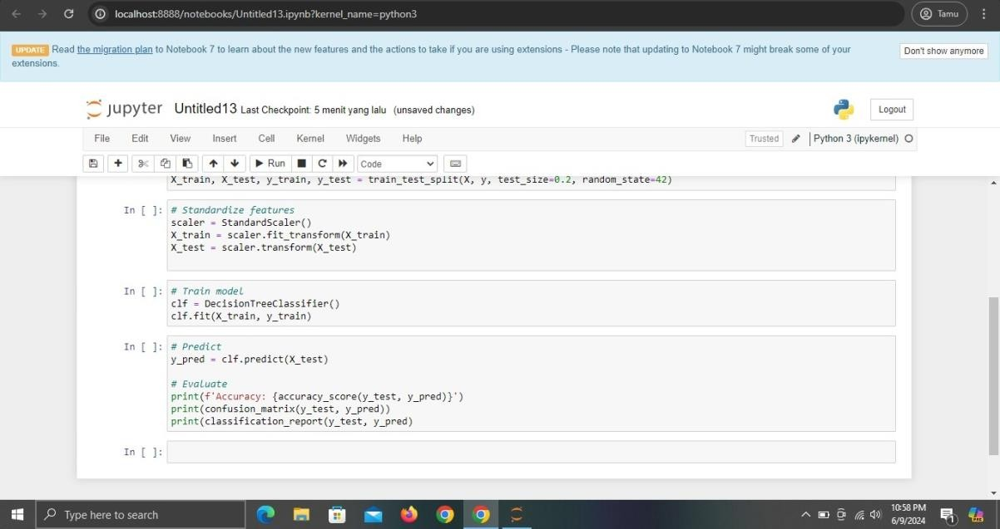 localhost:8888/notebooks/Untitled13.ipynb?kernel_name=python3
Tamu
UPDATE Read the migration plan to Notebook 7 to learn about the new features and the actions to take if you are using extensions - Please note that updating to Notebook 7 might break some of your
extensions.
Don't show anymore
jupyter Untitled13 Last Checkpoint: 5 menit yang lalu (unsaved changes)
Logout
File Edit View Insert Cell Kernel Widgets Help
Trusted Python 3 (ipykernel)
Run Code
X_train, X_test, y_train, y_test = train_test_split(X, y, test_size=0.2, random_state=42)
In [ ]: # Standardize features
scaler = StandardScaler()
X_train = scaler.fit_transform(X_train)
X_test = scaler.transform(X_test)
In [ ]: # Train model
clf = DecisionTreeClassifier()
clf.fit(X_train, y_train)
In [ ]: # Predict
y_pred = clf.predict(X_test)
# Evaluate
print(f'Accuracy: {accuracy_score(y_test, y_pred)}')
print(confusion_matrix(y_test, y_pred))
print(classification_report(y_test, y_pred)
In [ ]:
Type here to search
10:58 PM
6/9/2024
1